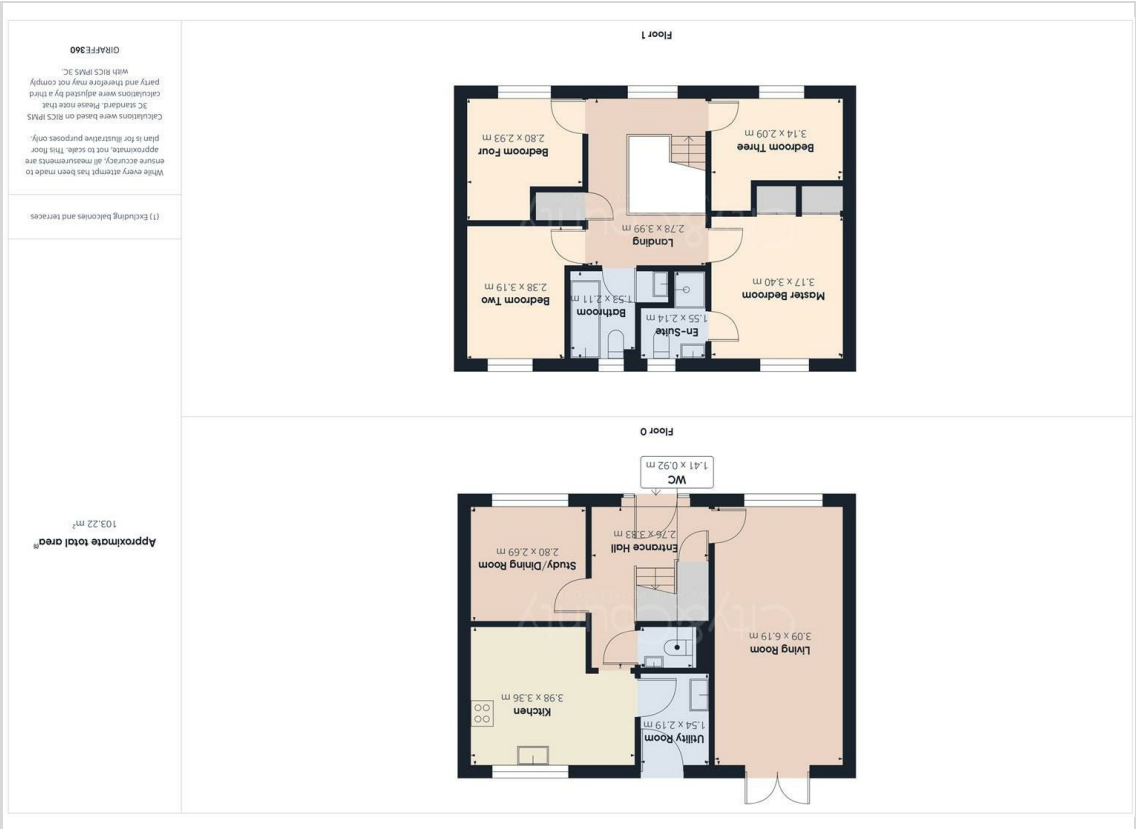 Utility Room
1.54 x 2.19 m
Kitchen
3.98 x 3.36 m
Living Room
3.09 x 6.19 m
City&County
Study/Dining Room
2.80 x 2.69 m
Entrance Hall
2.76 x 3.83 m
WC
1.41 x 0.92 m
Floor 0
En-Suite
1.55 x 2.14 m
Bathroom
1.53 x 2.11 m
Master Bedroom
3.17 x 3.40 m
Bedroom Two
2.38 x 3.19 m
Landing
2.78 x 3.99 m
City&County
Bedroom Three
3.14 x 2.09 m
Bedroom Four
2.80 x 2.93 m
Floor 1
Approximate total area(1)
103.22 m²
(1) Excluding balconies and terraces
While every attempt has been made to
ensure accuracy, all measurements are
approximate, not to scale. This floor
plan is for illustrative purposes only.
Calculations were based on RICS IPMS
3C standard. Please note that
calculations were adjusted by a third
party and therefore may not comply
with RICS IPMS 3C.
GIRAFFE360